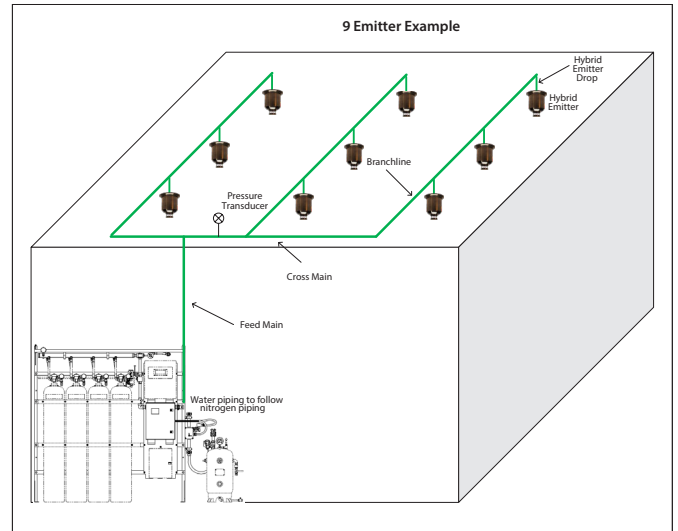 9 Emitter Example
Hybrid
Emitter
Drop
Hybrid
Emitter
Branchline
Pressure
Transducer
Cross Main
Feed Main
Water piping to follow
nitrogen piping